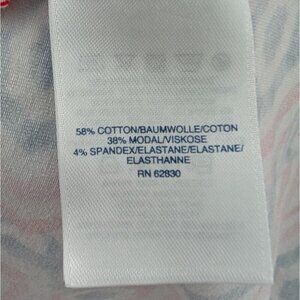 58% COTTON/BAUMWOLLE/COTON
38% MODAL/VISKOSE
4% SPANDEX/ELASTANE/ELASTANE/
ELASTHANNE
RN 62830